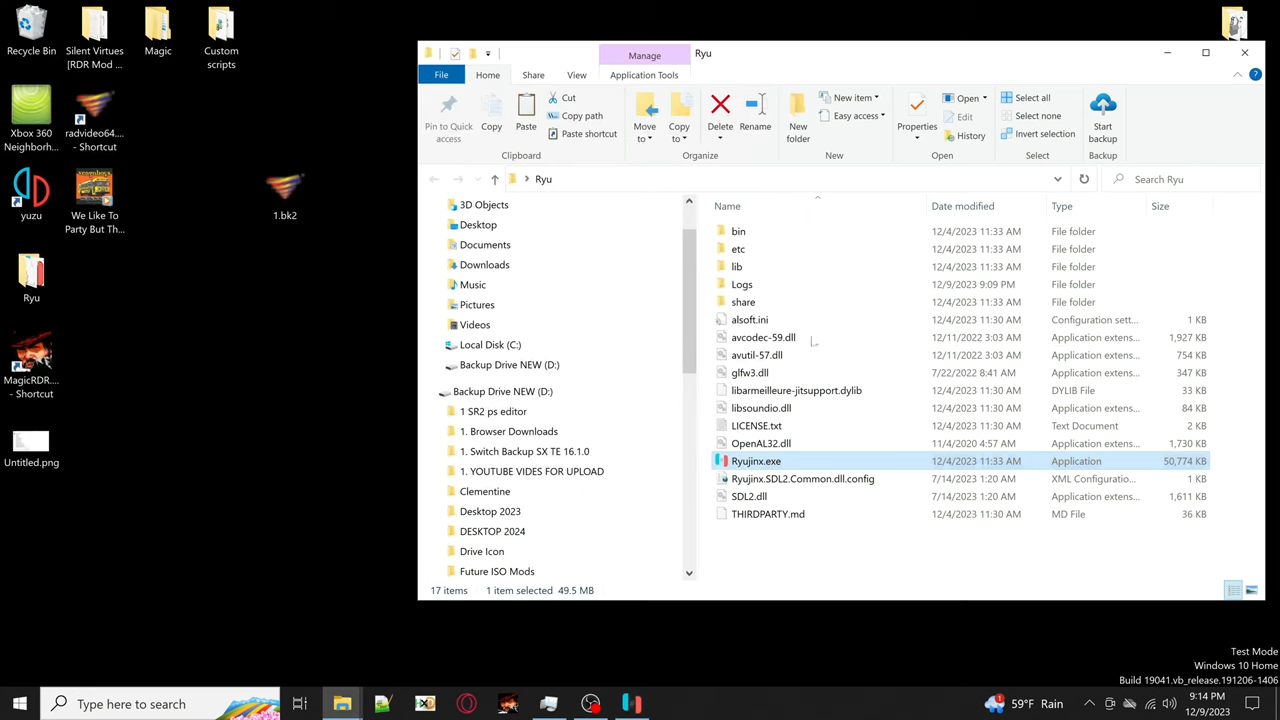 Recycle Bin
Silent Virtues
[RDR Mod ...
Magic
Custom
scripts
Xbox 360
Neighborh...
radvideo64....
- Shortcut
yuzu
We Like To
Party But Th...
1.bk2
Ryu
MagicRDR....
- Shortcut
Untitled.png
Manage
Ryu
File
Home
Share
View
Application Tools
Pin to Quick
access
Copy
Paste
Cut
Copy path
Paste shortcut
Clipboard
Move
to
Copy
to
Delete
Rename
Organize
New
folder
New item
Easy access
New
Properties
Open
Edit
History
Open
Select all
Select none
Invert selection
Select
Start
backup
Backup
Ryu
Search Ryu
3D Objects
Desktop
Documents
Downloads
Music
Pictures
Videos
Local Disk (C:)
Backup Drive NEW (D:)
Backup Drive NEW (D:)
1 SR2 ps editor
1. Browser Downloads
1. Switch Backup SX TE 16.1.0
1. YOUTUBE VIDES FOR UPLOAD
Clementine
Desktop 2023
DESKTOP 2024
Drive Icon
Future ISO Mods
Name Date modified Type Size
bin 12/4/2023 11:33 AM File folder
etc 12/4/2023 11:33 AM File folder
lib 12/4/2023 11:33 AM File folder
Logs 12/9/2023 9:09 PM File folder
share 12/4/2023 11:33 AM File folder
alsoft.ini 12/4/2023 11:30 AM Configuration sett... 1 KB
avcodec-59.dll 12/11/2022 3:03 AM Application extens... 1,927 KB
avutil-57.dll 12/11/2022 3:03 AM Application extens... 754 KB
glfw3.dll 7/22/2022 8:41 AM Application extens... 347 KB
libarmeilleure-jitsupport.dylib 12/4/2023 11:30 AM DYLIB File 33 KB
libsoundio.dll 12/4/2023 11:30 AM Application extens... 84 KB
LICENSE.txt 12/4/2023 11:30 AM Text Document 2 KB
OpenAL32.dll 11/4/2020 4:57 AM Application extens... 1,730 KB
Ryujinx.exe 12/4/2023 11:33 AM Application 50,774 KB
Ryujinx.SDL2.Common.dll.config 7/14/2023 1:20 AM XML Configuratio... 1 KB
SDL2.dll 7/14/2023 1:20 AM Application extens... 1,611 KB
THIRDPARTY.md 12/4/2023 11:30 AM MD File 36 KB
17 items 1 item selected 49.5 MB
Test Mode
Windows 10 Home
Build 19041.vb_release.191206-1406
Type here to search
59°F Rain
9:14 PM
12/9/2023